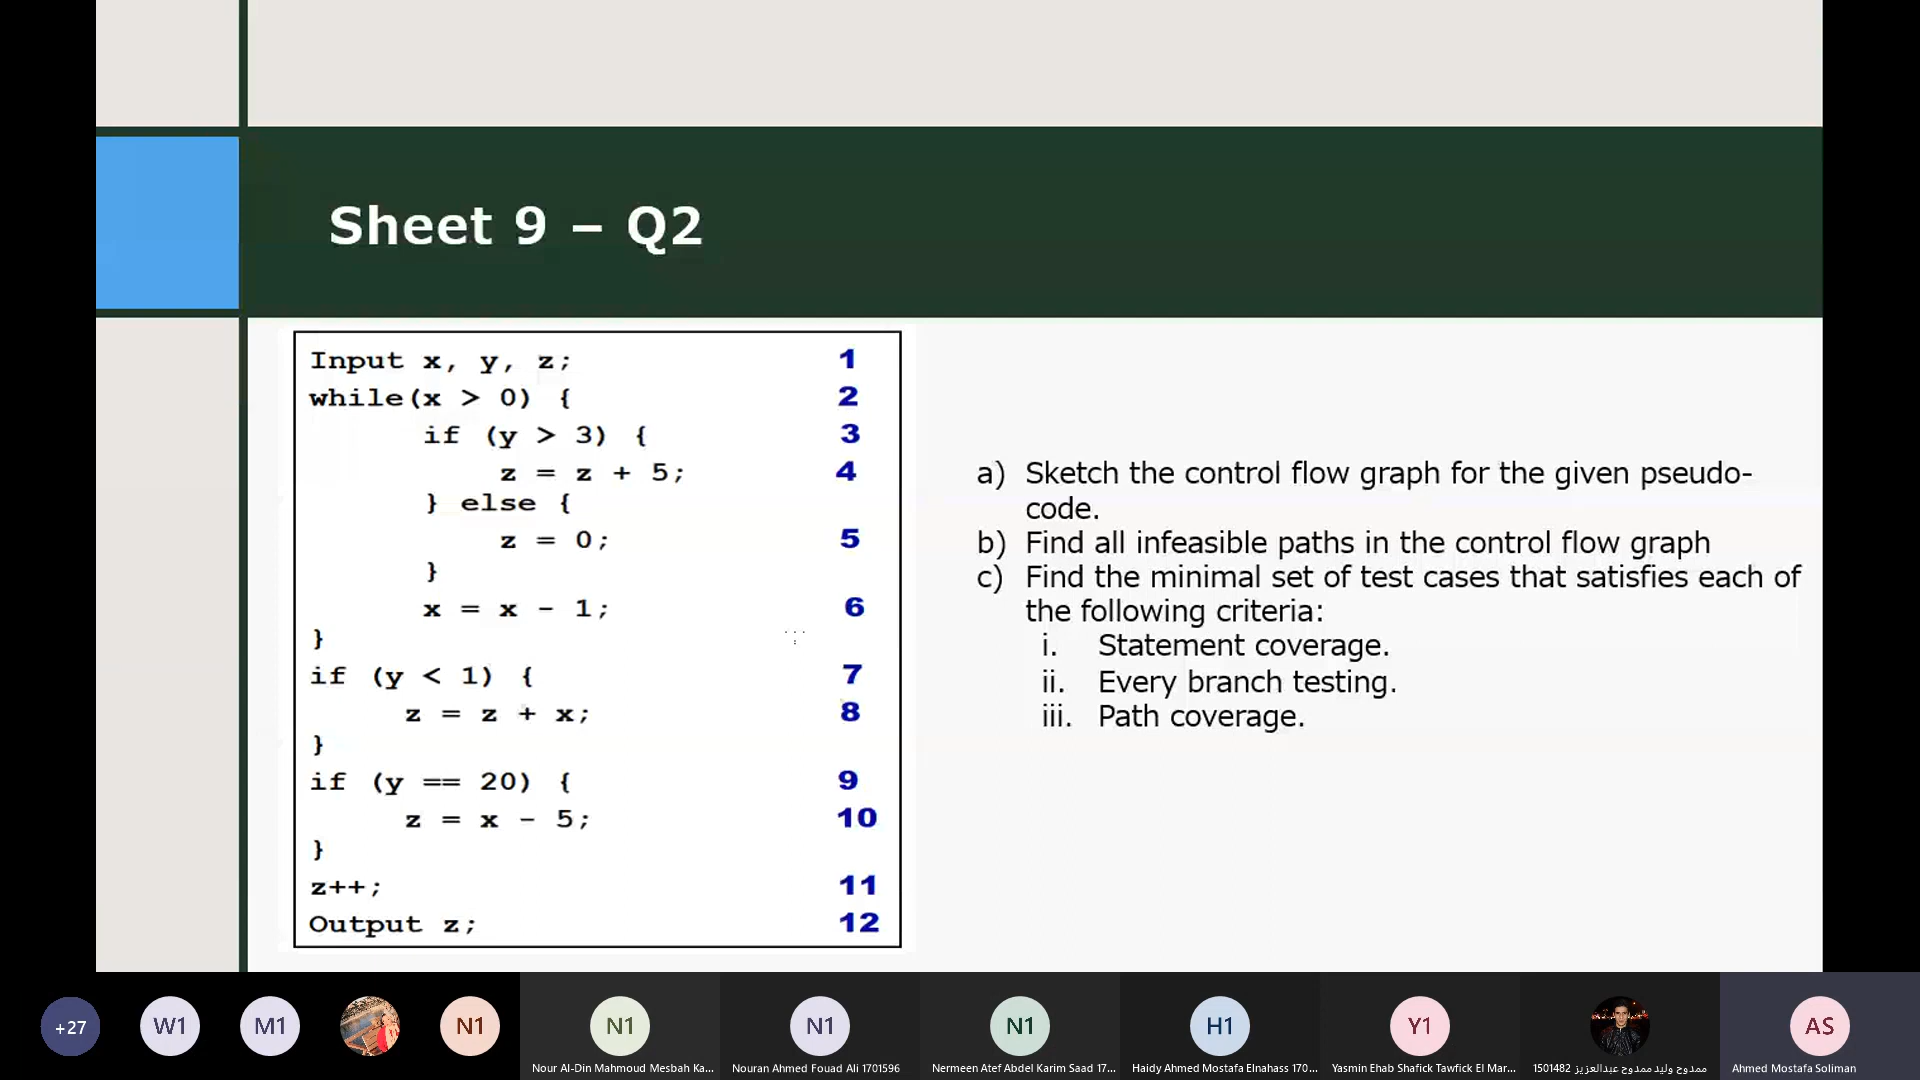 Sheet 9 – Q2
Input x, y, z; 1
while(x > 0) { 2
if (y > 3) { 3
z = z + 5; 4
} else {
z = 0; 5
}
x = x - 1; 6
}
if (y < 1) { 7
z = z + x; 8
}
if (y == 20) { 9
z = x - 5; 10
}
z++; 11
Output z; 12
a) Sketch the control flow graph for the given pseudo-
code.
b) Find all infeasible paths in the control flow graph
c) Find the minimal set of test cases that satisfies each of
the following criteria:
i. Statement coverage.
ii. Every branch testing.
iii. Path coverage.
+27
W1
M1
N1
N1
N1
N1
H1
Y1
AS
Nour Al-Din Mahmoud Mesbah Ka...
Nouran Ahmed Fouad Ali 1701596
Nermeen Atef Abdel Karim Saad 17...
Haidy Ahmed Mostafa Elnahass 170...
Yasmin Ehab Shafick Tawfick El Mar...
ممدوح وليد ممدوح عبدالعزيز 1501482
Ahmed Mostafa Soliman